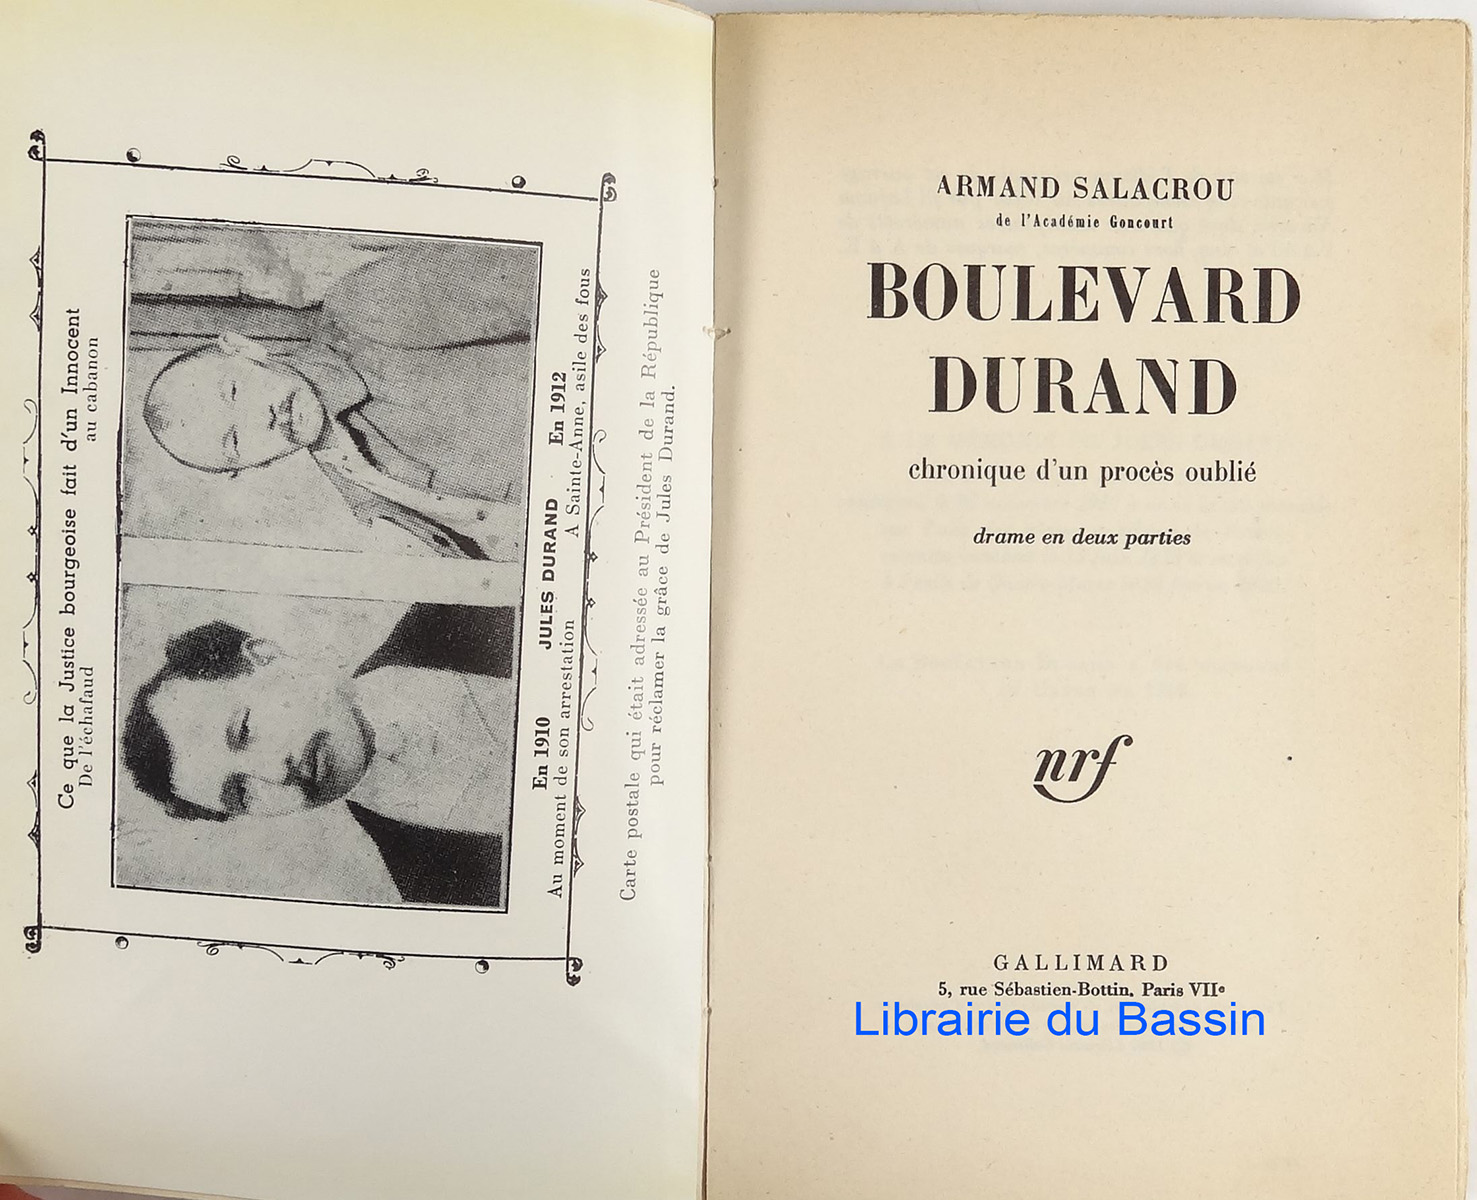 Ce que la Justice bourgeoise fait d'un Innocent
De l'échafaud
au cabanon
En 1910
JULES DURAND
En 1912
Au moment de son arrestation
A Sainte-Anne, asile des fous
Carte postale qui était adressée au Président de la République
pour réclamer la grâce de Jules Durand.
ARMAND SALACROU
de l'Académie Goncourt
BOULEVARD
DURAND
chronique d'un procès oublié
drame en deux parties
nrf
GALLIMARD
5, rue Sébastien-Bottin, Paris VIIe
Librairie du Bassin